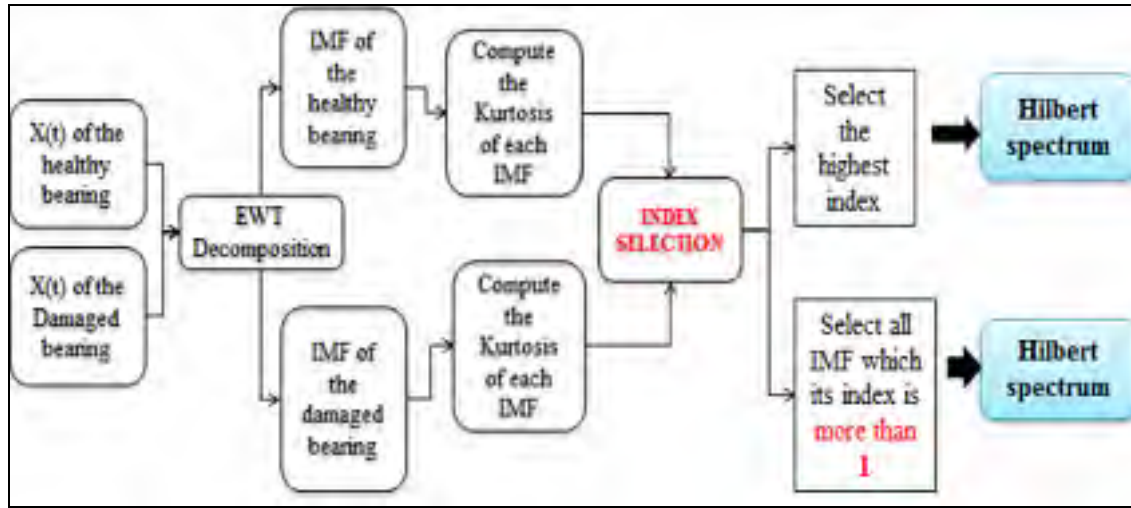 X(t) of the
healthy
bearing
X(t) of the
Damaged
bearing
EWT
Decomposition
IMF of
the
healthy
bearing
Compute
the
Kurtosis
of each
IMF
IMF of
the
damaged
bearing
Compute
the
Kurtosis
of each
IMF
INDEX
SELECTION
Select
the
highest
index
Hilbert
spectrum
Select all
IMF which
its index is
more than
1
Hilbert
spectrum